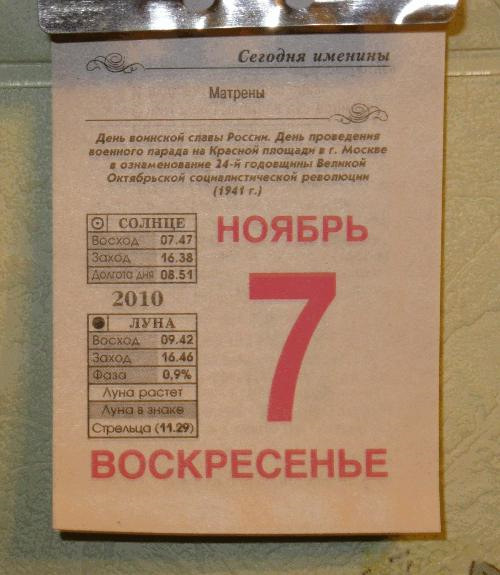 Сегодня именины
Матрены
День воинской славы России. День проведения
военного парада на Красной площади в г. Москве
в ознаменование 24-й годовщины Великой
Октябрьской социалистической революции
(1941 г.)
СОЛНЦЕ
Восход 07.47
Заход 16.38
Долгота дня 08.51
2010
ЛУНА
Восход 09.42
Заход 16.46
Фаза 0,9%
Луна растет
Луна в знаке
Стрельца (11.29)
НОЯБРЬ
7
ВОСКРЕСЕНЬЕ